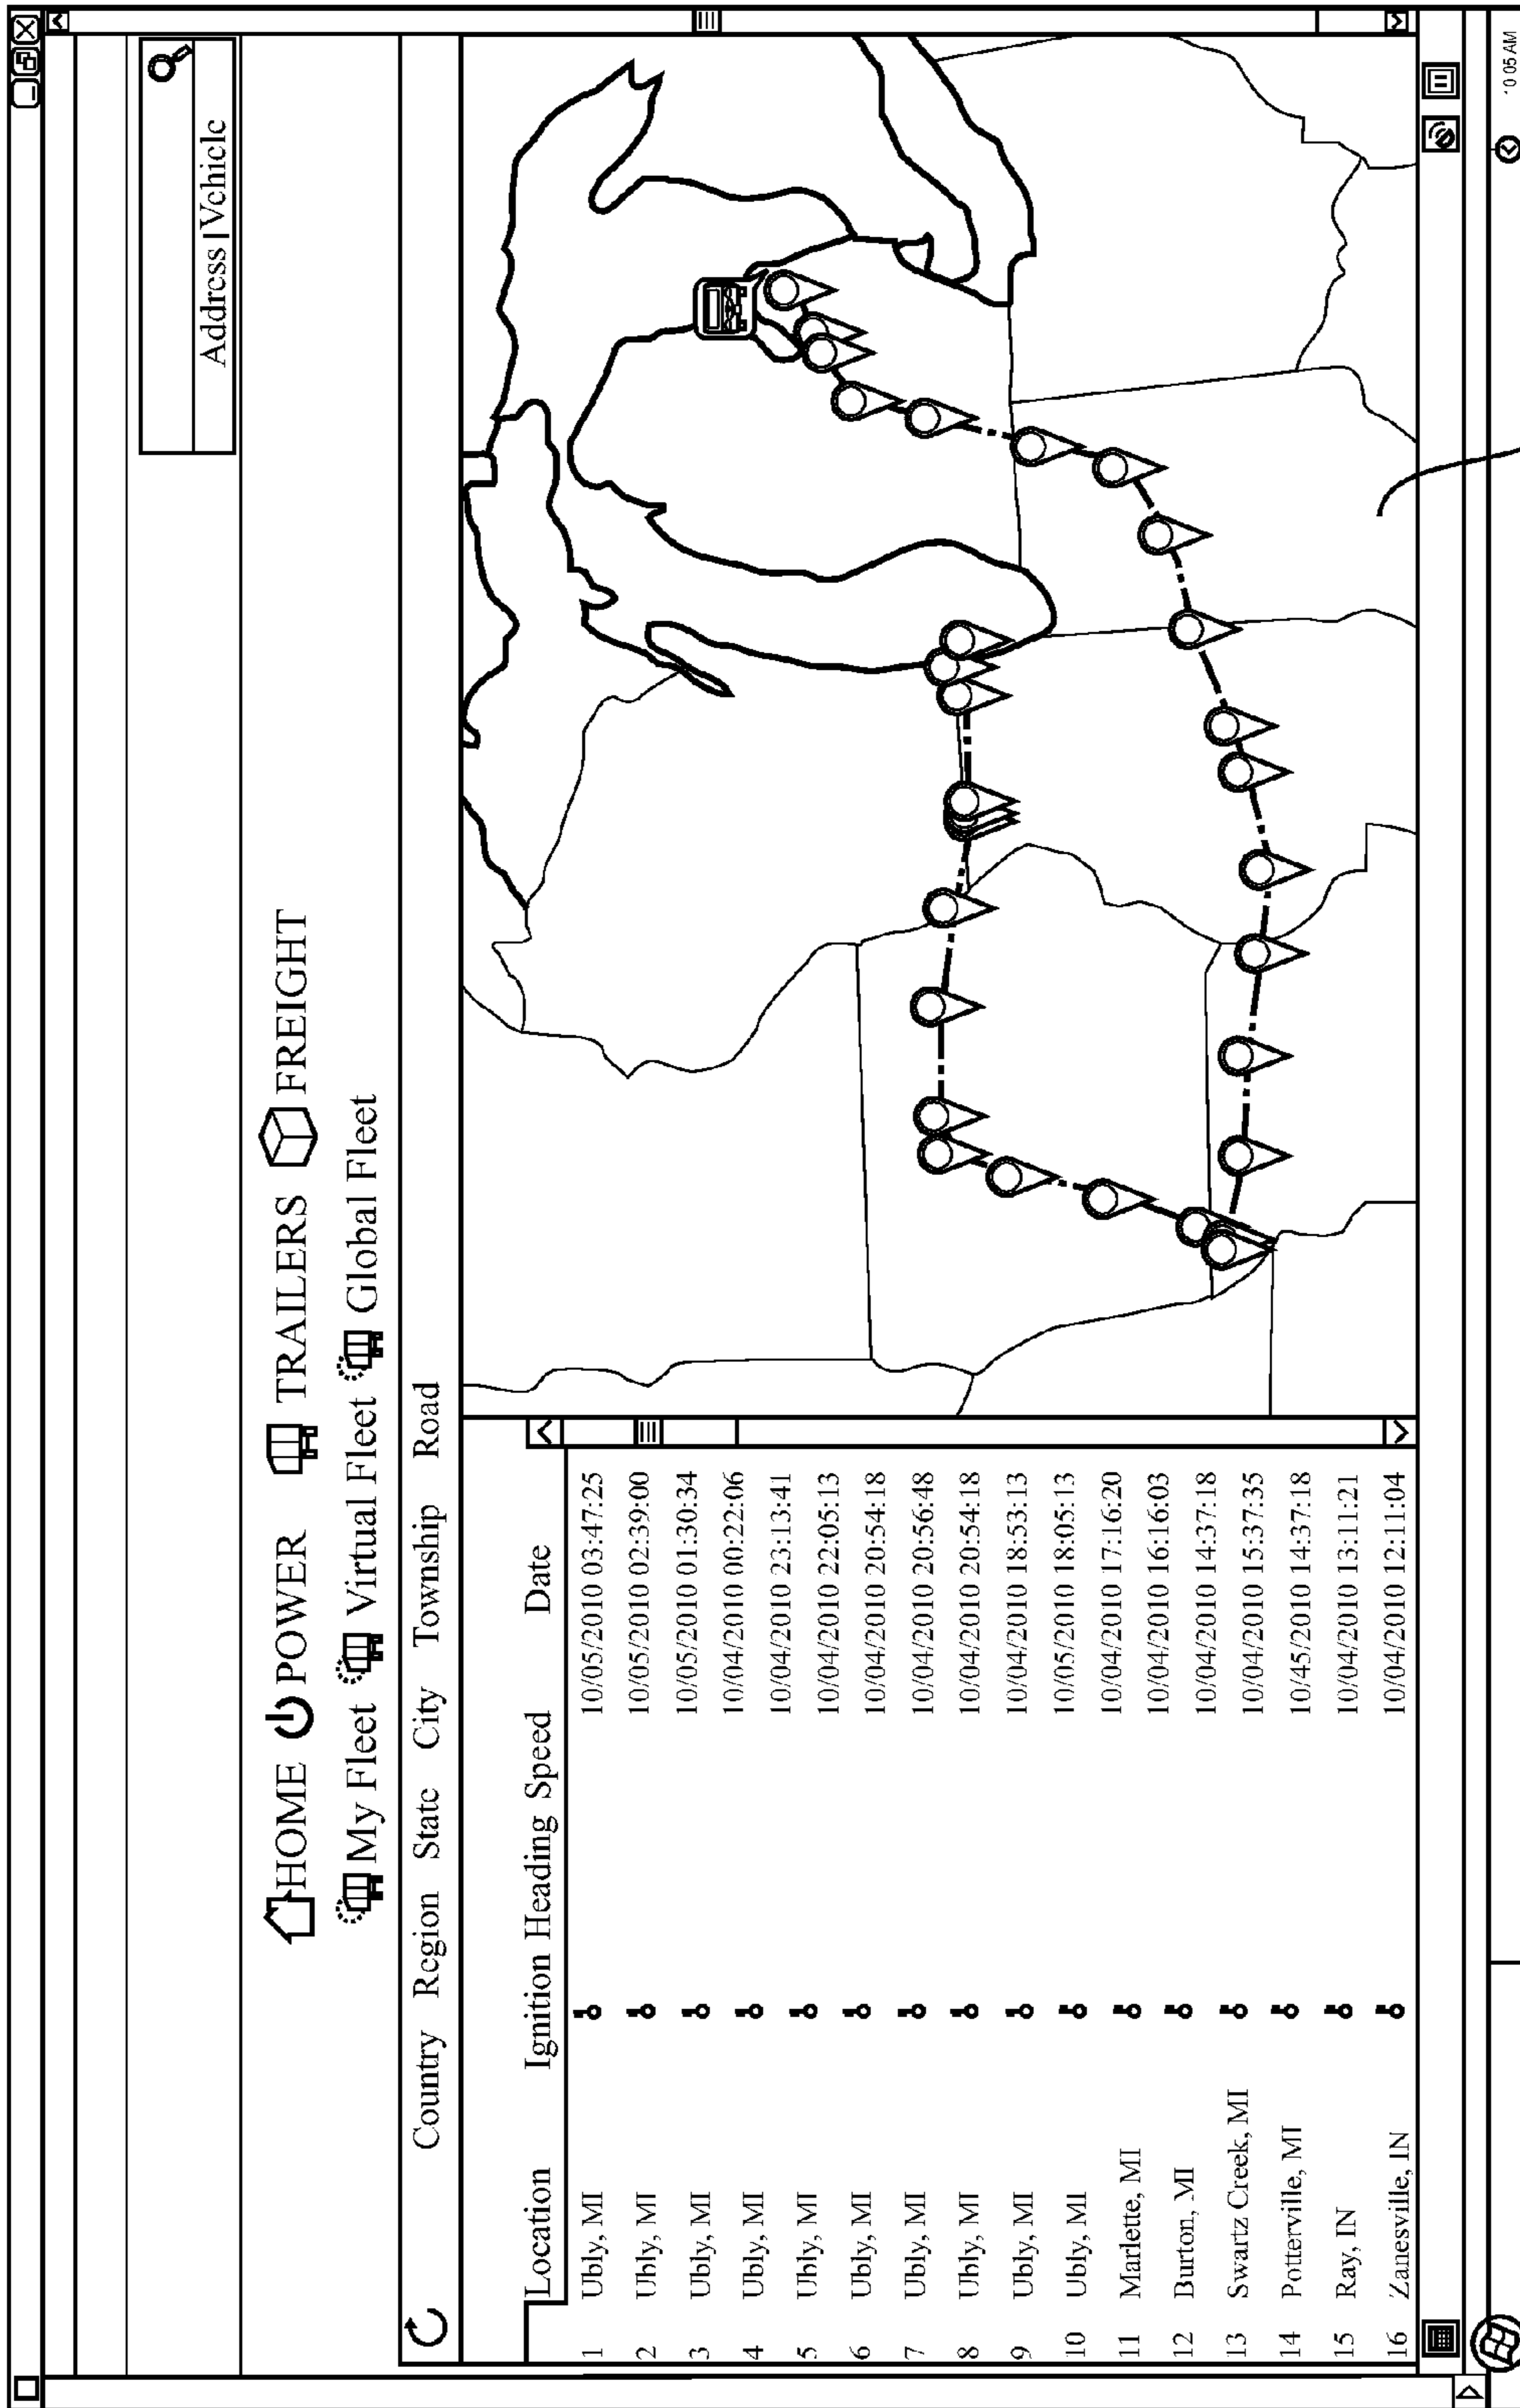 Address | Vehicle
HOME POWER TRAILERS FREIGHT
My Fleet Virtual Fleet Global Fleet
Country Region State City Township Road
Location Ignition Heading Speed Date
1 Ubly, MI
2 Ubly, MI
3 Ubly, MI
4 Ubly, MI
5 Ubly, MI
6 Ubly, MI
7 Ubly, MI
8 Ubly, MI
9 Ubly, MI
10 Ubly, MI
11 Marlette, MI
12 Burton, MI
13 Swartz Creek, MI
14 Potterville, MI
15 Ray, IN
16 Zanesville, IN
10/05/2010 03:47:25
10/05/2010 02:39:00
10/05/2010 01:30:34
10/04/2010 00:22:06
10/04/2010 23:13:41
10/04/2010 22:05:13
10/04/2010 20:54:18
10/04/2010 20:56:48
10/04/2010 20:54:18
10/04/2010 18:53:13
10/05/2010 18:05:13
10/04/2010 17:16:20
10/04/2010 16:16:03
10/04/2010 14:37:18
10/04/2010 15:37:35
10/45/2010 14:37:18
10/04/2010 13:11:21
10/04/2010 12:11:04
10 05 AM